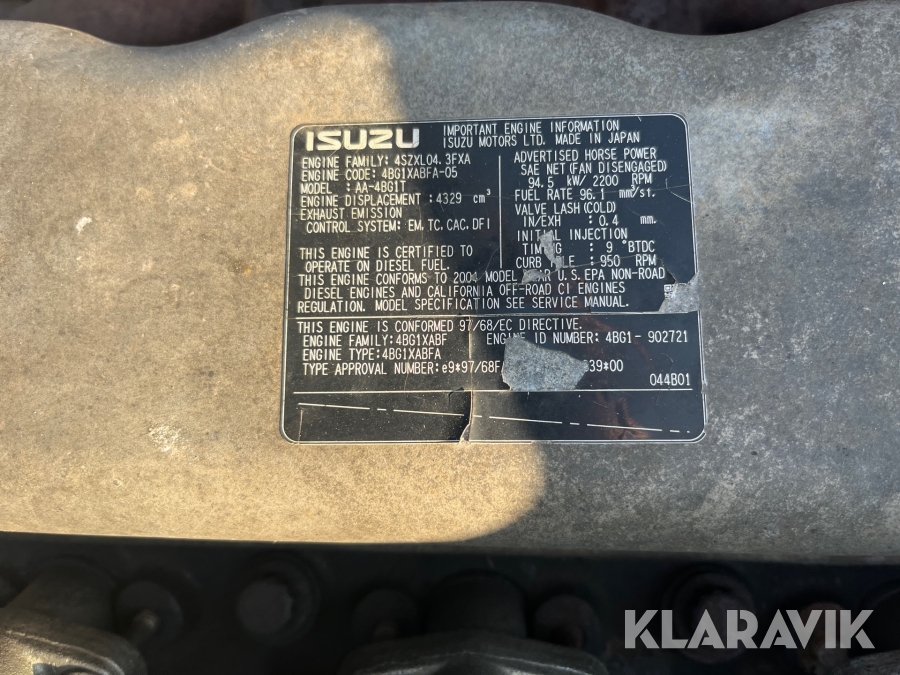 ISUZU
IMPORTANT ENGINE INFORMATION
ISUZU MOTORS LTD. MADE IN JAPAN
ENGINE FAMILY: 4SZXL04.3FXA
ENGINE CODE: 4BG1XABFA-05
MODEL : AA-4BG1T
ENGINE DISPLACEMENT:4329 cm³
EXHAUST EMISSION
CONTROL SYSTEM: EM, TC, CAC, DFI
ADVERTISED HORSE POWER
SAE NET (FAN DISENGAGED)
94.5 kW/ 2200 RPM
FUEL RATE 96.1 mm³/st.
VALVE LASH (COLD)
IN/EXH : 0.4 mm.
INITIAL INJECTION
TIMING : 9 °BTDC
CURB IDLE : 950 RPM
THIS ENGINE IS CERTIFIED TO
OPERATE ON DIESEL FUEL.
THIS ENGINE CONFORMS TO 2004 MODEL U.S. EPA NON-ROAD
DIESEL ENGINES AND CALIFORNIA OFF-ROAD CI ENGINES
REGULATION. MODEL SPECIFICATION SEE SERVICE MANUAL.
THIS ENGINE IS CONFORMED 97/68/EC DIRECTIVE.
ENGINE FAMILY:4BG1XABF ENGINE ID NUMBER: 4BG1- 902721
ENGINE TYPE:4BG1XABFA
TYPE APPROVAL NUMBER:e9*97/68F 39*00
044B01
KLARAVIK